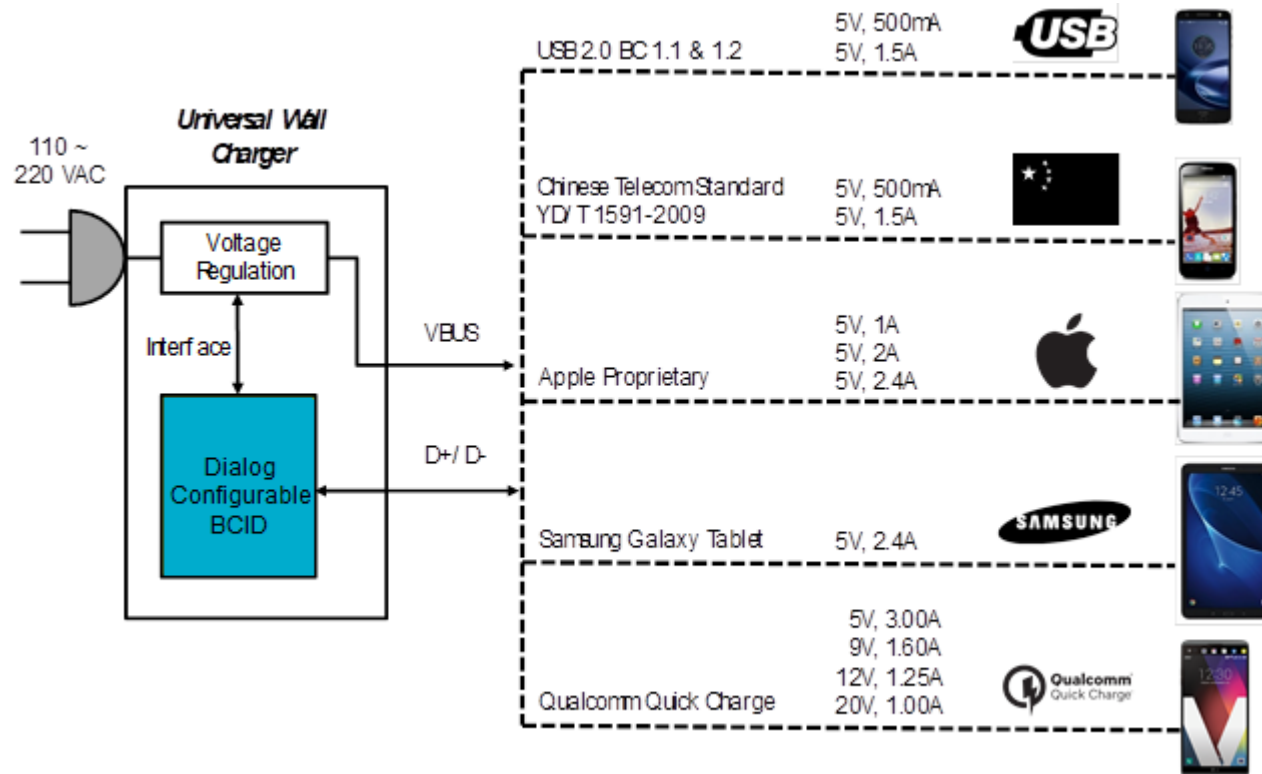 110 ~
220 VAC
Universal Wall
Charger
Voltage
Regulation
Interface
Dialog
Configurable
BCID
VBUS
D+/ D-
USB 2.0 BC 1.1 & 1.2
5V, 500mA
5V, 1.5A
USB
Chinese Telecom Standard
YD/ T 1591-2009
5V, 500mA
5V, 1.5A
Apple Proprietary
5V, 1A
5V, 2A
5V, 2.4A
Samsung Galaxy Tablet
5V, 2.4A
SAMSUNG
12:45
Qualcomm Quick Charge
5V, 3.00A
9V, 1.60A
12V, 1.25A
20V, 1.00A
Qualcomm
Quick Charge
12:30